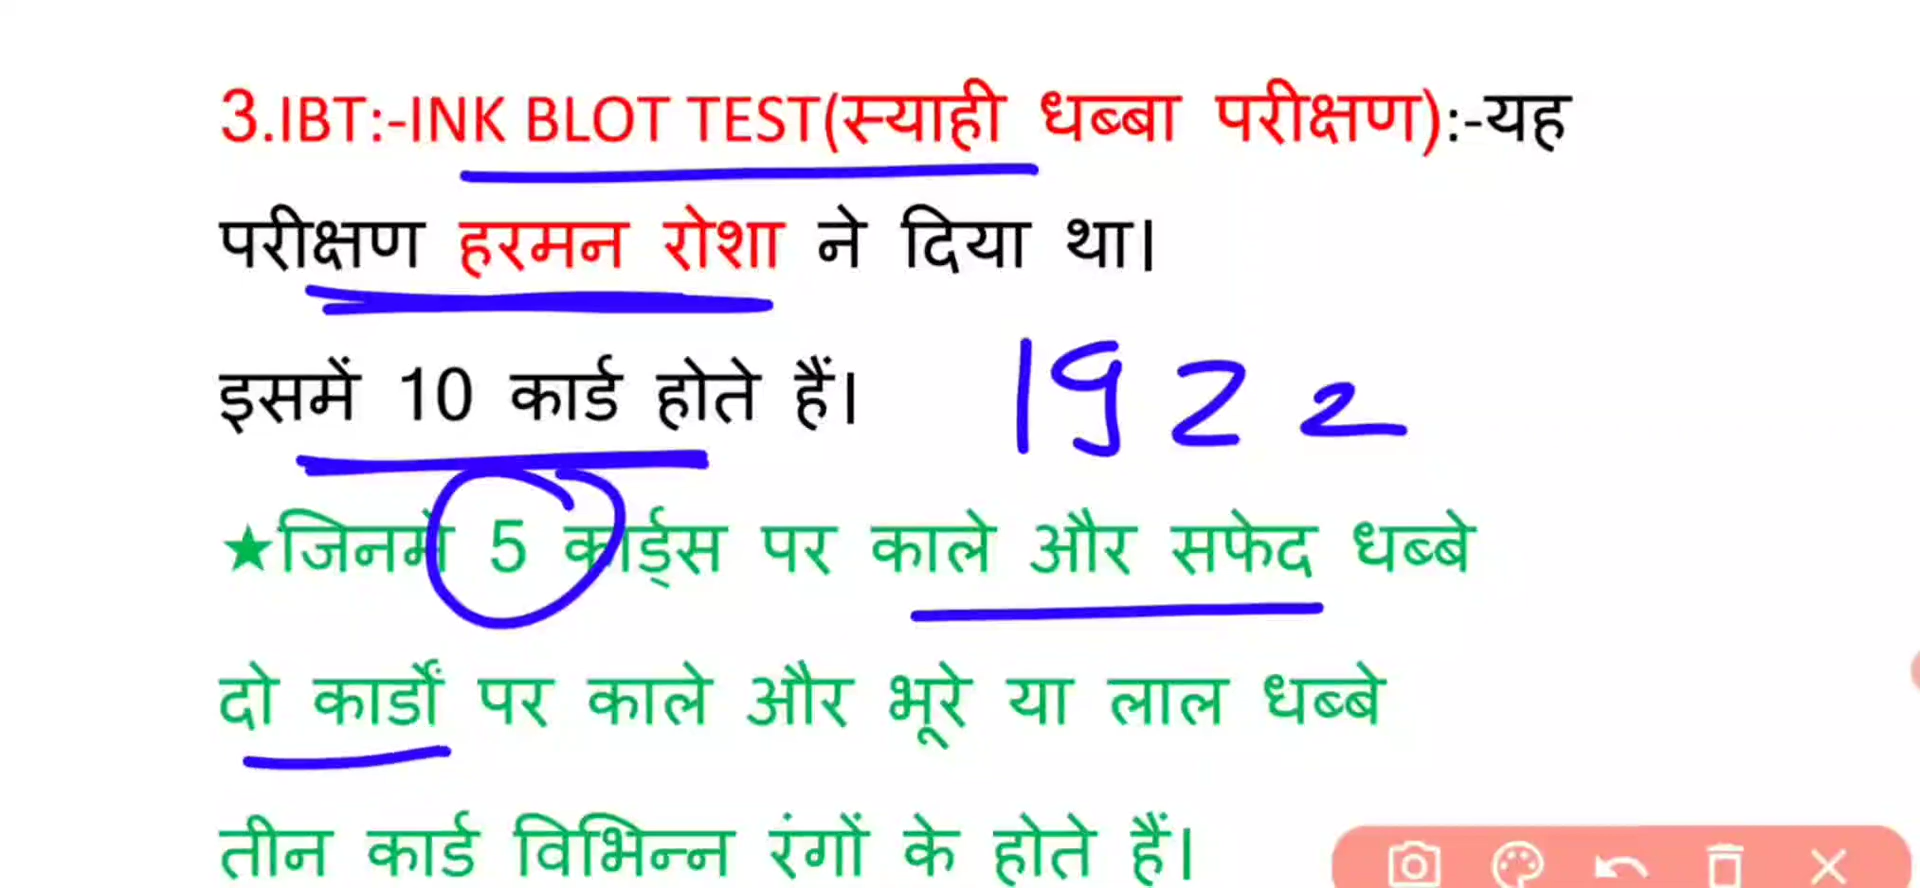 3.IBT:-INK BLOT TEST(स्याही धब्बा परीक्षण):-यह
परीक्षण हरमन रोशा ने दिया था।
इसमें 10 कार्ड होते हैं।
1922
★जिनमें 5 कार्ड्स पर काले और सफेद धब्बे
दो कार्डों पर काले और भूरे या लाल धब्बे
तीन कार्ड विभिन्न रंगों के होते हैं।